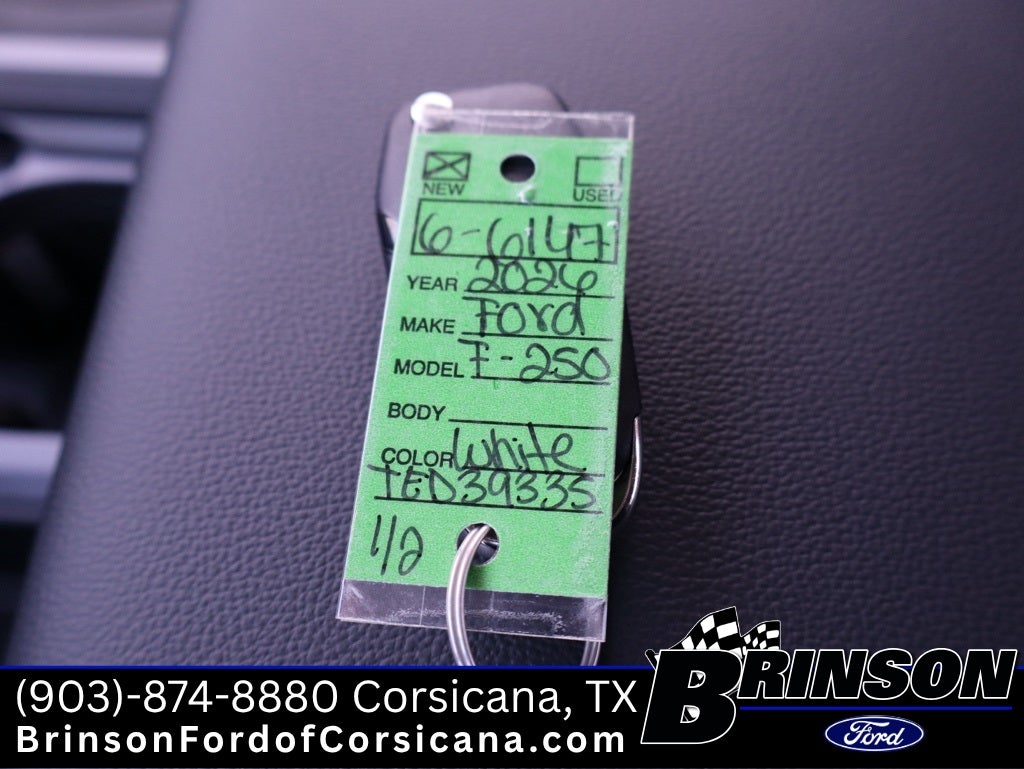 NEW USED
6-6147
YEAR 2026
MAKE Ford
MODEL F-250
BODY
COLOR White
TED39335
1/2
(903)-874-8880 Corsicana, TX
BrinsonFordofCorsicana.com
BRINSON
Ford